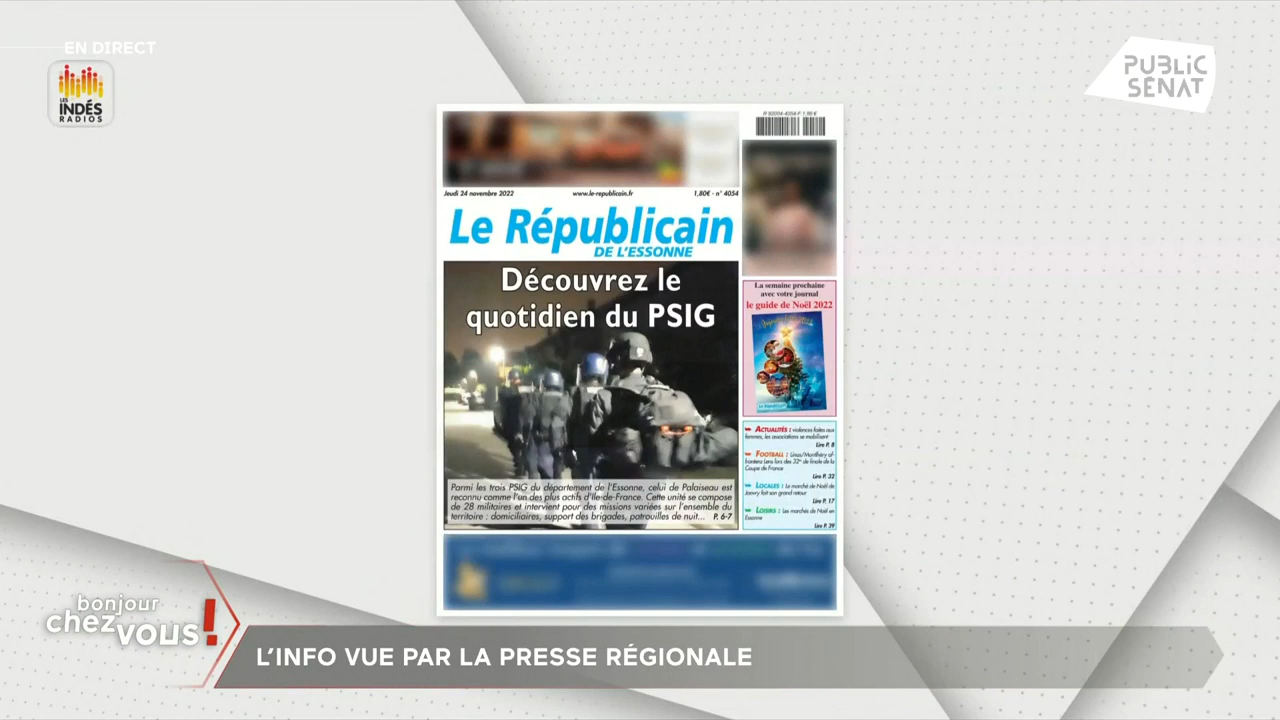 EN DIRECT
LES
INDÉS
RADIOS
PUBLIC
SÉNAT
Jeudi 24 novembre 2022
www.le-republicain.fr
1,80€ - n° 4054
Le Républicain
DE L'ESSONNE
Découvrez le
quotidien du PSIG
Parmi les trois PSIG du département de l'Essonne, celui de Palaiseau est
reconnu comme l'un des plus actifs d'Ile-de-France. Cette unité se compose
de 28 militaires et intervient pour des missions variées sur l'ensemble du
territoire : domiciliaires, support des brigades, patrouilles de nuit... P. 6-7
La semaine prochaine
avec votre journal
le guide de Noël 2022
ACTUALITÉS : violences faites aux
femmes, les associations se mobilisent
Lire P. 8
FOOTBALL : Linas/Montlhéry af-
frontera Lens lors des 32es de finale de la
Coupe de France
Lire P. 32
LOCALES : Le marché de Noël de
Janvry fait son grand retour
Lire P. 17
LOISIRS : Les marchés de Noël en
Essonne
Lire P. 39
bonjour
chez
vous !
L'INFO VUE PAR LA PRESSE RÉGIONALE